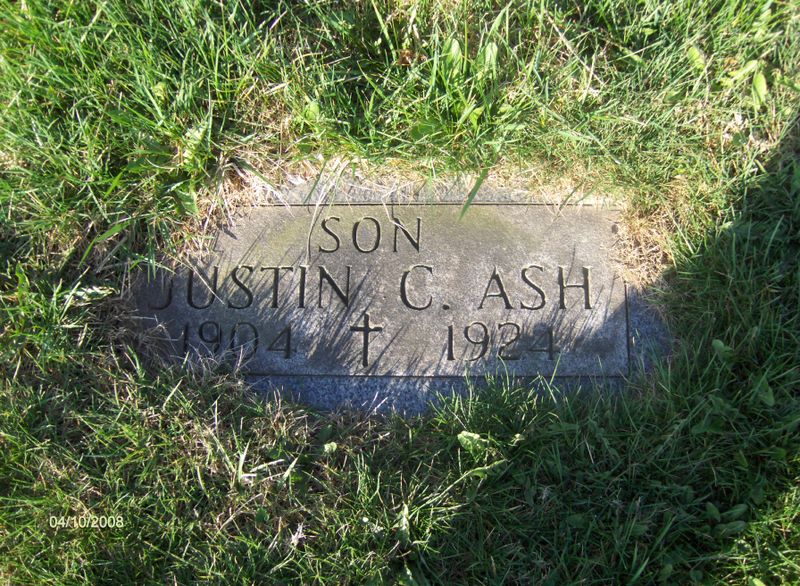 SON
JUSTIN C. ASH
1904 1924
04/10/2008